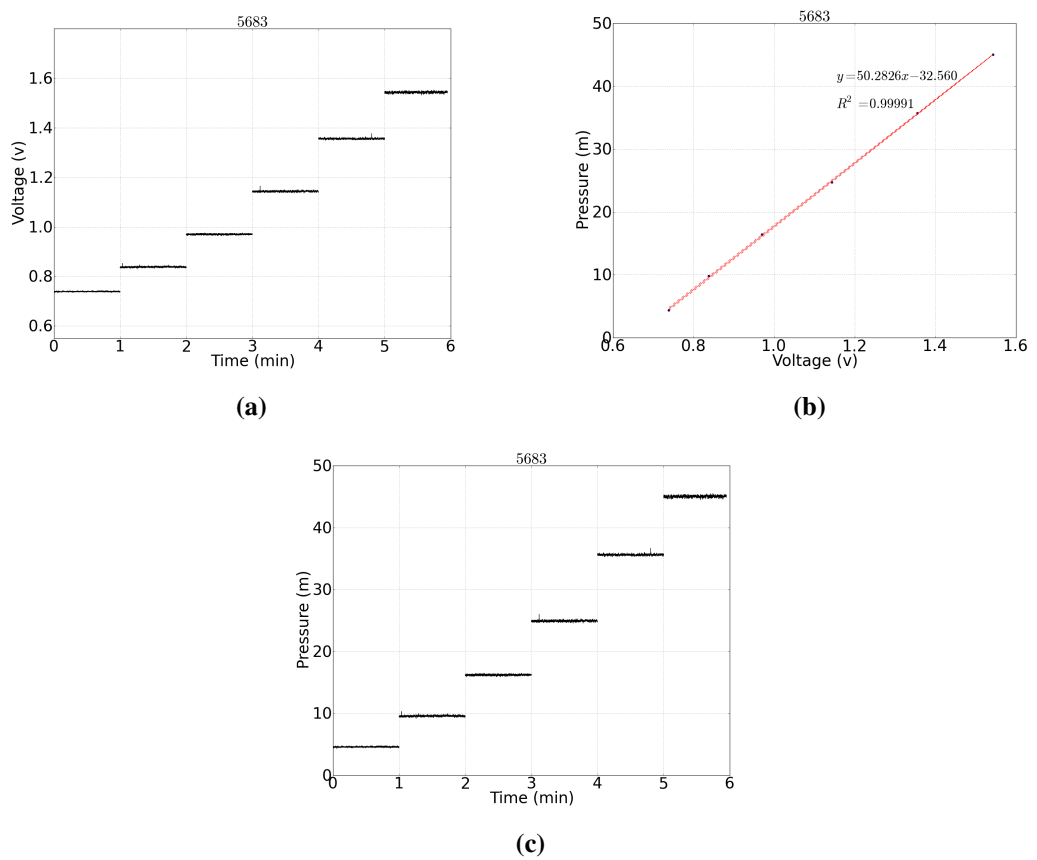 5683
1.6
1.4
1.2
1.0
0.8
0.6
Voltage (v)
0 1 2 3 4 5 6
Time (min)
(a)
5683
50
40
30
20
10
0
Pressure (m)
y=50.2826x−32.560
R² =0.99991
0.6 0.8 1.0 1.2 1.4 1.6
Voltage (v)
(b)
5683
50
40
30
20
10
0
Pressure (m)
0 1 2 3 4 5 6
Time (min)
(c)